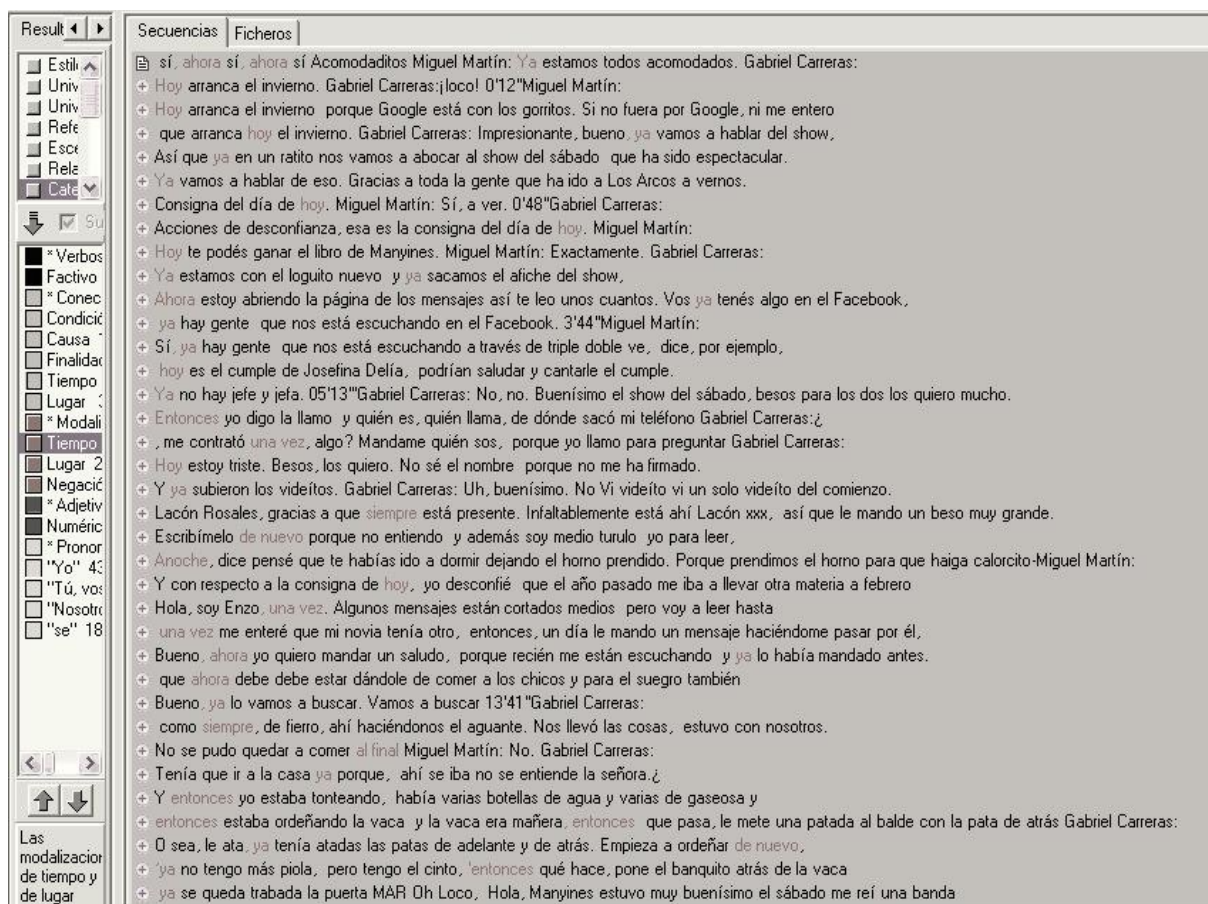 Result
Secuencias
Ficheros
Estil
Univ
Univ
Refe
Esce
Rela
Cate
Su
* Verbos
Factivo
* Conec
Condició
Causa
Finalidad
Tiempo
Lugar
* Modali
Tiempo
Lugar 2
Negació
* Adjetiv
Numéric
* Pronor
"Yo" 43
"Tú, vos
"Nosotro
"se" 18
Las
modalizacion
de tiempo y
de lugar
sí, ahora sí, ahora sí Acomodaditos Miguel Martín: Ya estamos todos acomodados. Gabriel Carreras:
Hoy arranca el invierno. Gabriel Carreras:¡loco! 0'12"Miguel Martín:
Hoy arranca el invierno porque Google está con los gorritos. Si no fuera por Google, ni me entero
que arranca hoy el invierno. Gabriel Carreras: Impresionante, bueno, ya vamos a hablar del show,
Así que ya en un ratito nos vamos a abocar al show del sábado que ha sido espectacular.
Ya vamos a hablar de eso. Gracias a toda la gente que ha ido a Los Arcos a vernos.
Consigna del día de hoy. Miguel Martín: Sí, a ver. 0'48"Gabriel Carreras:
Acciones de desconfianza, esa es la consigna del día de hoy. Miguel Martín:
Hoy te podés ganar el libro de Manyines. Miguel Martín: Exactamente. Gabriel Carreras:
Ya estamos con el loguito nuevo y ya sacamos el afiche del show,
Ahora estoy abriendo la página de los mensajes así te leo unos cuantos. Vos ya tenés algo en el Facebook,
ya hay gente que nos está escuchando en el Facebook. 3'44"Miguel Martín:
Sí, ya hay gente que nos está escuchando a través de triple doble ve, dice, por ejemplo,
hoy es el cumple de Josefina Delía, podrían saludar y cantarle el cumple.
Ya no hay jefe y jefa. 05'13'"Gabriel Carreras: No, no. Buenísimo el show del sábado, besos para los dos los quiero mucho.
Entonces yo digo la llamo y quién es, quién llama, de dónde sacó mi teléfono Gabriel Carreras:¿
, me contrató una vez, algo? Mandame quién sos, porque yo llamo para preguntar Gabriel Carreras:
Hoy estoy triste. Besos, los quiero. No sé el nombre porque no me ha firmado.
Y ya subieron los videítos. Gabriel Carreras: Uh, buenísimo. No Vi videíto vi un solo videíto del comienzo.
Lacón Rosales, gracias a que siempre está presente. Infaltablemente está ahí Lacón xxx, así que le mando un beso muy grande.
Escribímelo de nuevo porque no entiendo y además soy medio turulo yo para leer,
Anoche, dice pensé que te habías ido a dormir dejando el horno prendido. Porque prendimos el horno para que haiga calorcito-Miguel Martín:
Y con respecto a la consigna de hoy, yo desconfié que el año pasado me iba a llevar otra materia a febrero
Hola, soy Enzo, una vez. Algunos mensajes están cortados medios pero voy a leer hasta
una vez me enteré que mi novia tenía otro, entonces, un día le mando un mensaje haciéndome pasar por él,
Bueno, ahora yo quiero mandar un saludo, porque recién me están escuchando y ya lo había mandado antes.
que ahora debe debe estar dándole de comer a los chicos y para el suegro también
Bueno, ya lo vamos a buscar. Vamos a buscar 13'41"Gabriel Carreras:
como siempre, de fierro, ahí haciéndonos el aguante. Nos llevó las cosas, estuvo con nosotros.
No se pudo quedar a comer al final Miguel Martín: No. Gabriel Carreras:
Tenía que ir a la casa ya porque, ahí se iba no se entiende la señora.¿
Y entonces yo estaba tonteando, había varias botellas de agua y varias de gaseosa y
entonces estaba ordeñando la vaca y la vaca era mañera, entonces que pasa, le mete una patada al balde con la pata de atrás Gabriel Carreras:
O sea, le ata, ya tenía atadas las patas de adelante y de atrás. Empieza a ordeñar de nuevo,
'ya no tengo más piola, pero tengo el cinto, 'entonces qué hace, pone el banquito atrás de la vaca
ya se queda trabada la puerta MAR Oh Loco, Hola, Manyines estuvo muy buenísimo el sábado me reí una banda